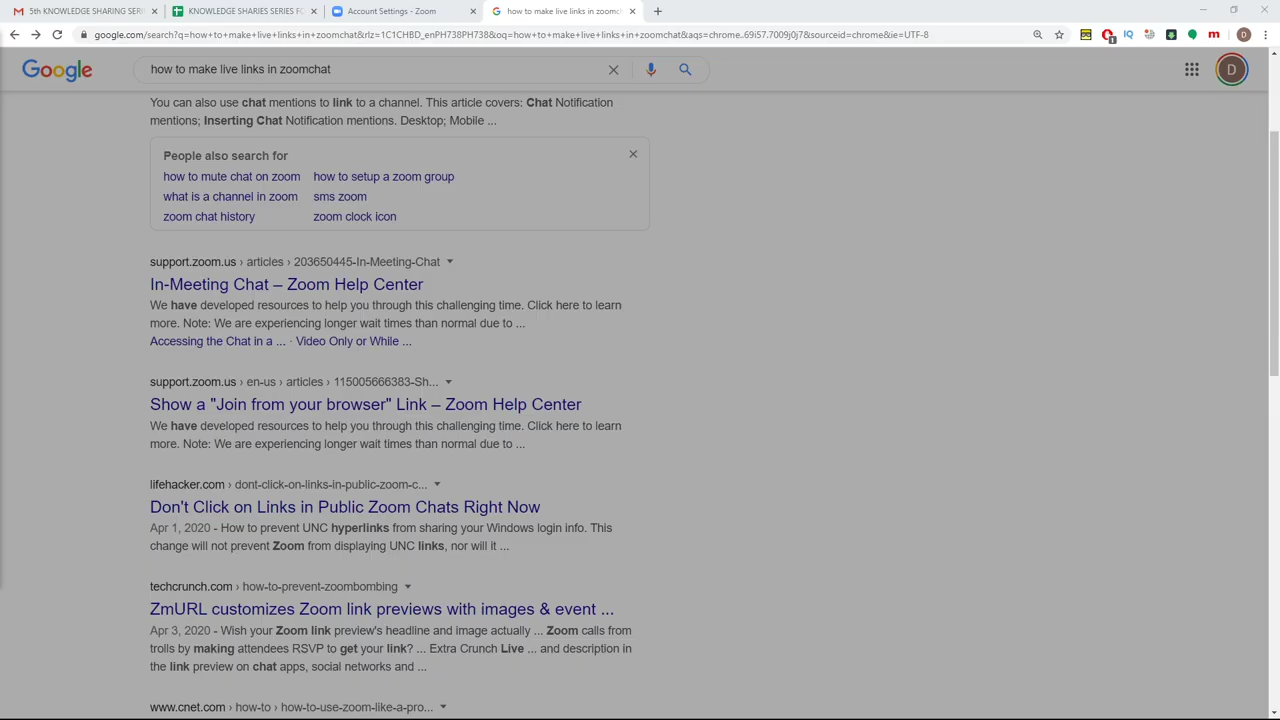 5th KNOWLEDGE SHARING SERI
KNOWLEDGE SHARIES SERIES FO
Account Settings - Zoom
how to make live links in zoomch
google.com/search?q=how+to+make+live+links+in+zoomchat&rlz=1C1CHBD_enPH738PH738&oq=how+to+make+live+links+in+zoomchat&aqs=chrome..69i57.7009j0j7&sourceid=chrome&ie=UTF-8
1
D
Google
how to make live links in zoomchat
D
You can also use chat mentions to link to a channel. This article covers: Chat Notification
mentions; Inserting Chat Notification mentions. Desktop; Mobile ...
People also search for
how to mute chat on zoom
how to setup a zoom group
what is a channel in zoom
sms zoom
zoom chat history
zoom clock icon
support.zoom.us › articles › 203650445-In-Meeting-Chat
In-Meeting Chat – Zoom Help Center
We have developed resources to help you through this challenging time. Click here to learn
more. Note: We are experiencing longer wait times than normal due to ...
Accessing the Chat in a ... · Video Only or While ...
support.zoom.us › en-us › articles › 115005666383-Sh...
Show a "Join from your browser" Link – Zoom Help Center
We have developed resources to help you through this challenging time. Click here to learn
more. Note: We are experiencing longer wait times than normal due to ...
lifehacker.com › dont-click-on-links-in-public-zoom-c...
Don't Click on Links in Public Zoom Chats Right Now
Apr 1, 2020 - How to prevent UNC hyperlinks from sharing your Windows login info. This
change will not prevent Zoom from displaying UNC links, nor will it ...
techcrunch.com › how-to-prevent-zoombombing
ZmURL customizes Zoom link previews with images & event ...
Apr 3, 2020 - Wish your Zoom link preview's headline and image actually ... Zoom calls from
trolls by making attendees RSVP to get your link? ... Extra Crunch Live ... and description in
the link preview on chat apps, social networks and ...
www.cnet.com › how-to › how-to-use-zoom-like-a-pro...